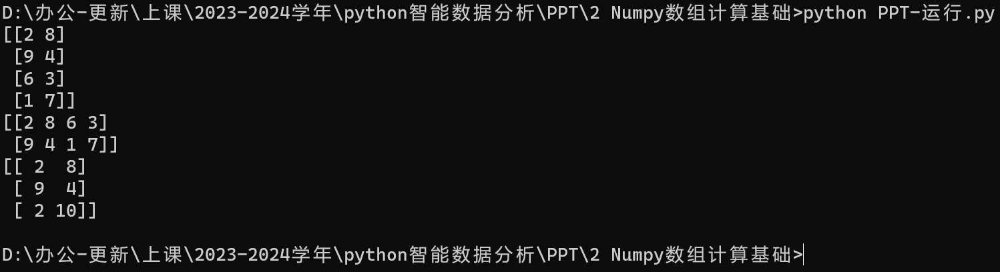 D:\办公-更新\上课\2023-2024学年\python智能数据分析\PPT\2 Numpy数组计算基础>python PPT-运行.py
[[2 8]
 [9 4]
 [6 3]
 [1 7]]
[[2 8 6 3]
 [9 4 1 7]]
[[ 2  8]
 [ 9  4]
 [ 2 10]]
D:\办公-更新\上课\2023-2024学年\python智能数据分析\PPT\2 Numpy数组计算基础>